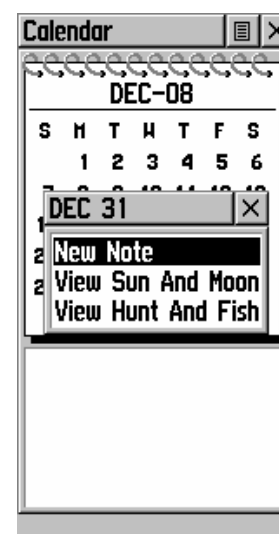 Calendar
DEC-08
S M T W T F S
1 2 3 4 5 6
DEC 31
New Note
View Sun And Moon
View Hunt And Fish